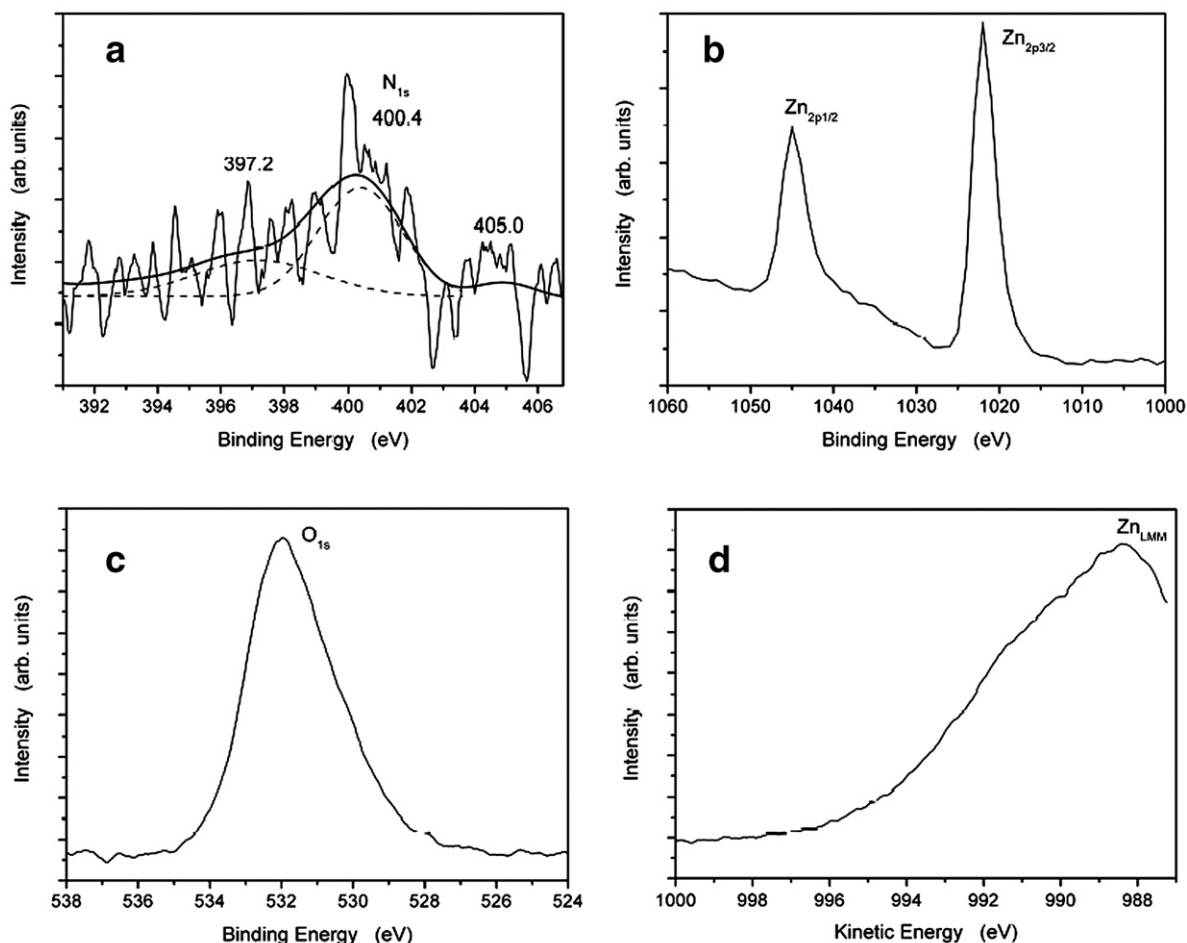 a
N1s
400.4
397.2
405.0
Intensity (arb. units)
392 394 396 398 400 402 404 406
Binding Energy (eV)
b
Zn2p3/2
Zn2p1/2
Intensity (arb. units)
1060 1050 1040 1030 1020 1010 1000
Binding Energy (eV)
c
O1s
Intensity (arb. units)
538 536 534 532 530 528 526 524
Binding Energy (eV)
d
ZnLMM
Intensity (arb. units)
1000 998 996 994 992 990 988
Kinetic Energy (eV)